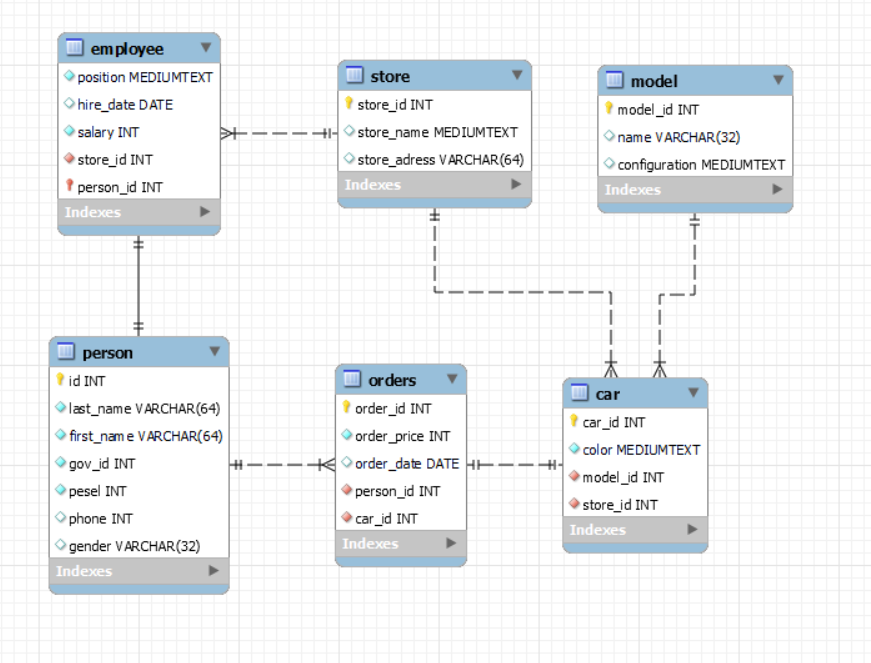 employee
position MEDIUMTEXT
hire_date DATE
salary INT
store_id INT
person_id INT
Indexes
store
store_id INT
store_name MEDIUMTEXT
store_adress VARCHAR(64)
Indexes
model
model_id INT
name VARCHAR(32)
configuration MEDIUMTEXT
Indexes
person
id INT
last_name VARCHAR(64)
first_name VARCHAR(64)
gov_id INT
pesel INT
phone INT
gender VARCHAR(32)
Indexes
orders
order_id INT
order_price INT
order_date DATE
person_id INT
car_id INT
Indexes
car
car_id INT
color MEDIUMTEXT
model_id INT
store_id INT
Indexes